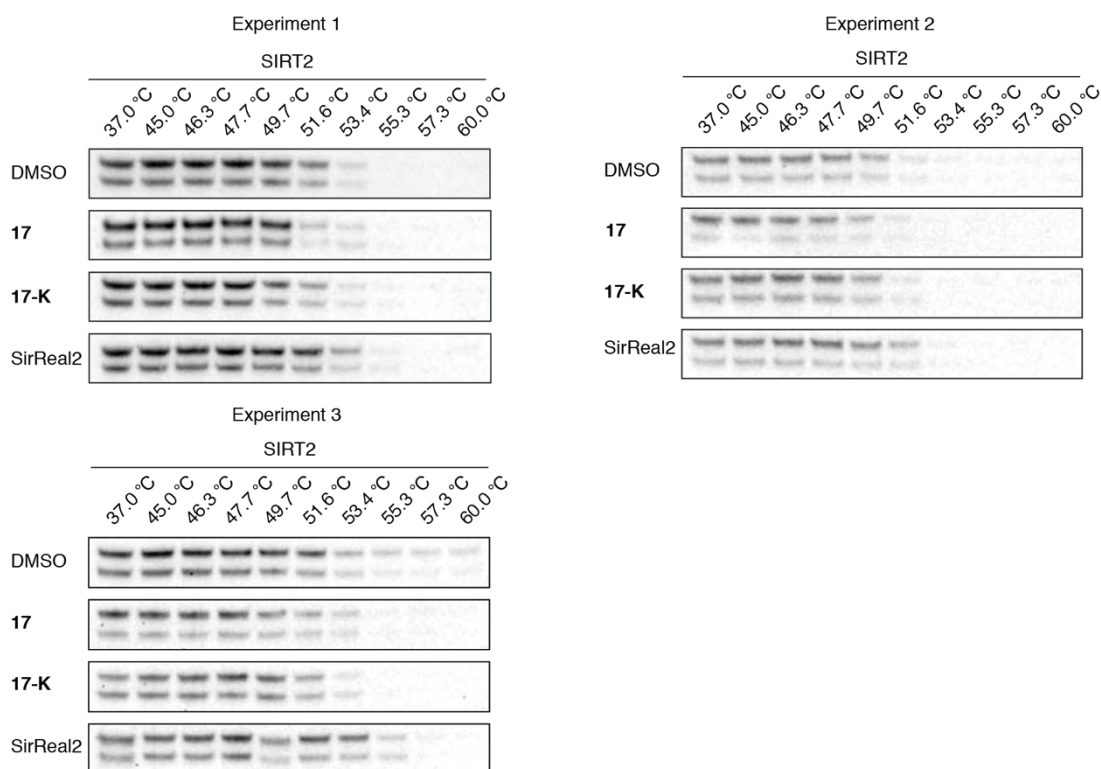 Experiment 1
SIRT2
37.0 °C 45.0 °C 46.3 °C 47.7 °C 49.7 °C 51.6 °C 53.4 °C 55.3 °C 57.3 °C 60.0 °C
DMSO
17
17-K
SirReal2
Experiment 2
SIRT2
37.0 °C 45.0 °C 46.3 °C 47.7 °C 49.7 °C 51.6 °C 53.4 °C 55.3 °C 57.3 °C 60.0 °C
DMSO
17
17-K
SirReal2
Experiment 3
SIRT2
37.0 °C 45.0 °C 46.3 °C 47.7 °C 49.7 °C 51.6 °C 53.4 °C 55.3 °C 57.3 °C 60.0 °C
DMSO
17
17-K
SirReal2